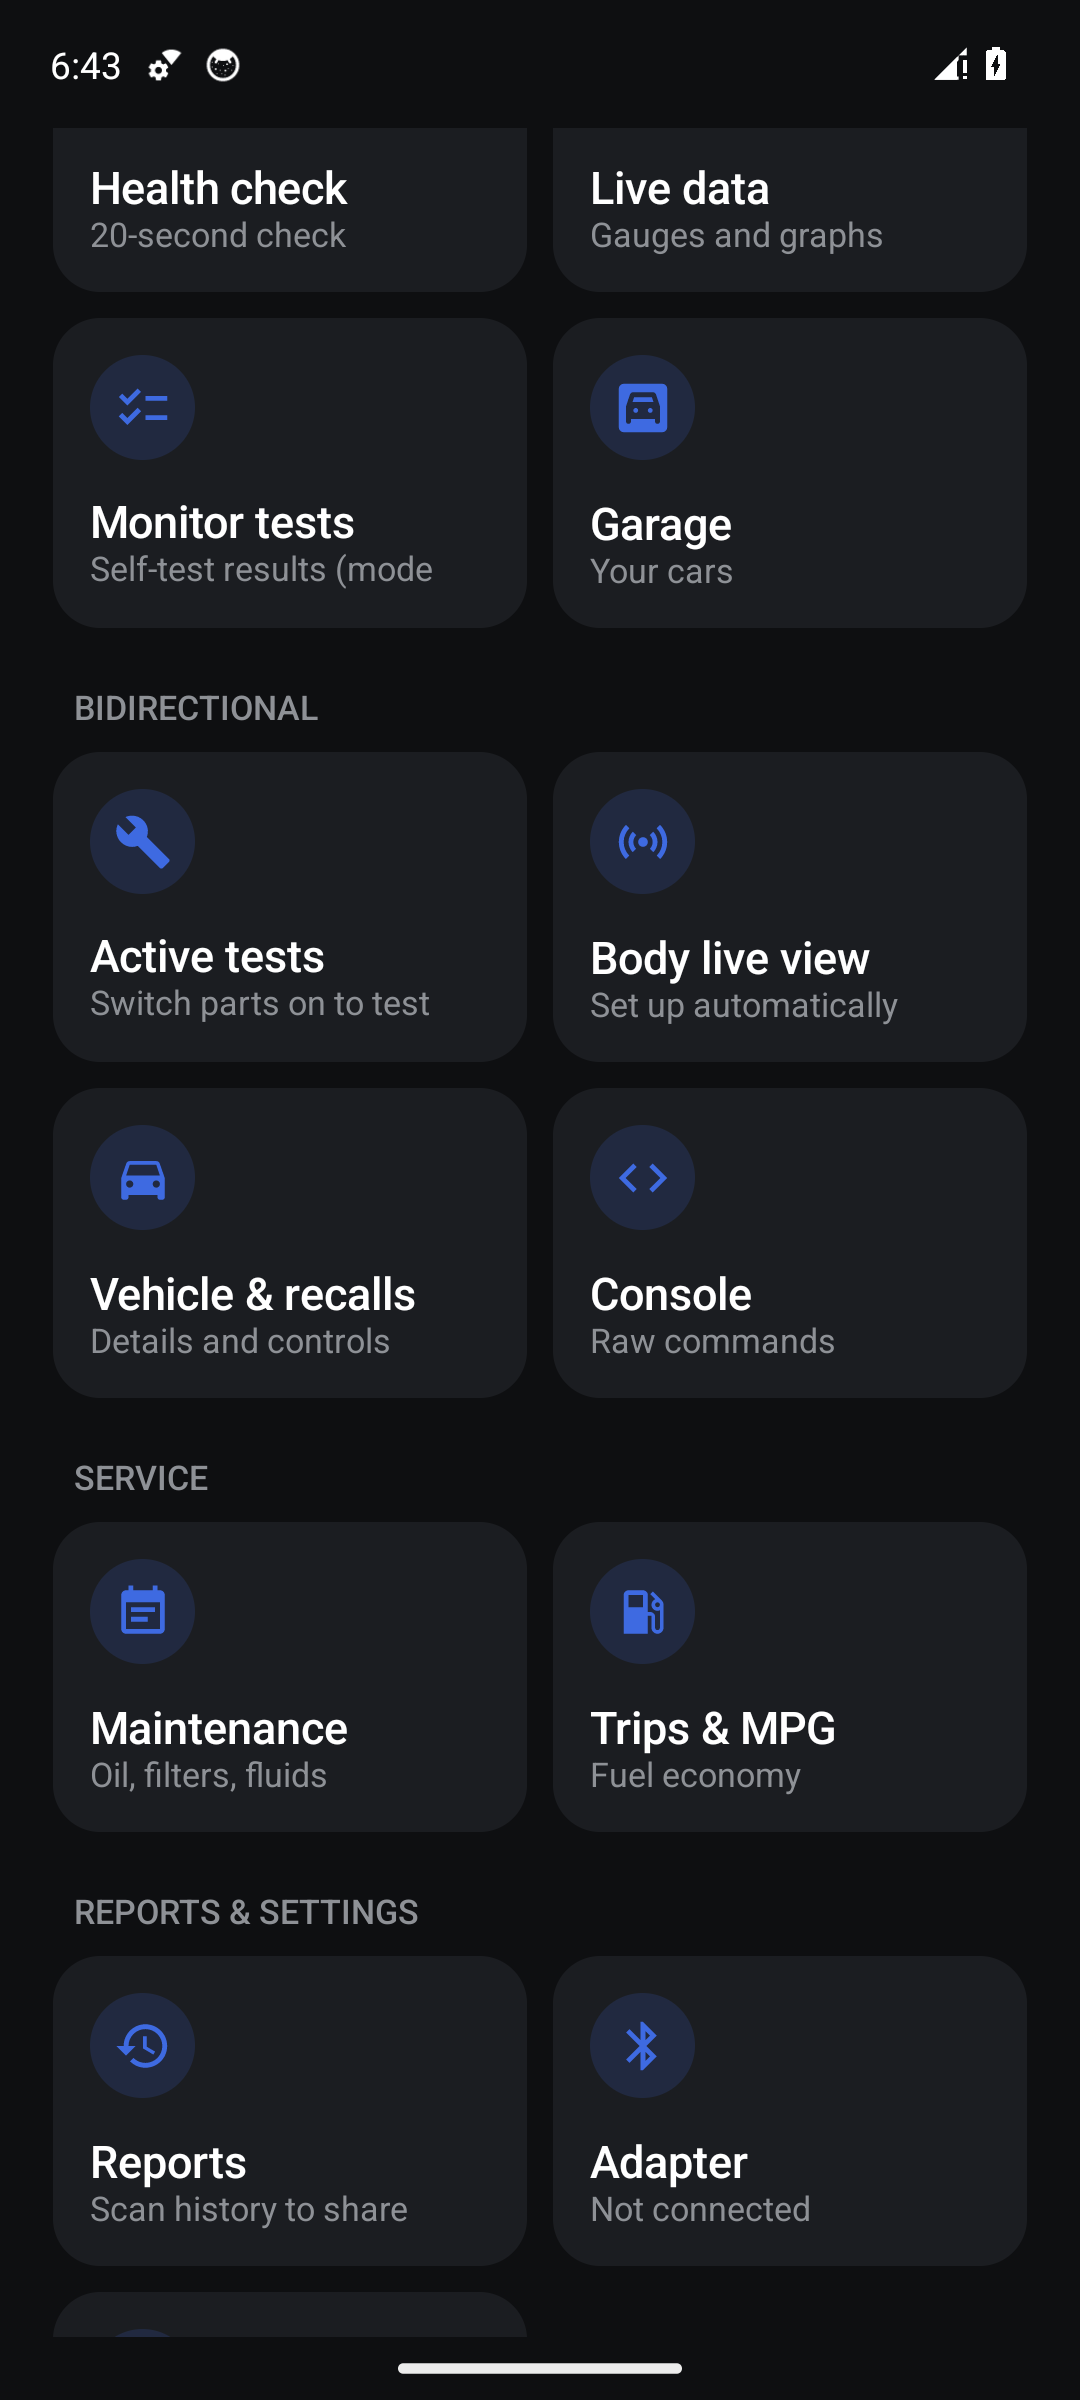 6:43
Health check
20-second check
Live data
Gauges and graphs
Monitor tests
Self-test results (mode
Garage
Your cars
BIDIRECTIONAL
Active tests
Switch parts on to test
Body live view
Set up automatically
Vehicle & recalls
Details and controls
Console
Raw commands
SERVICE
Maintenance
Oil, filters, fluids
Trips & MPG
Fuel economy
REPORTS & SETTINGS
Reports
Scan history to share
Adapter
Not connected